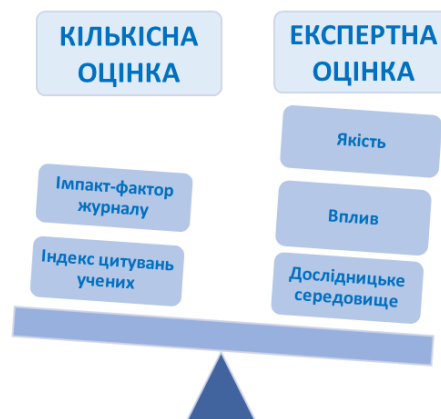 КІЛЬКІСНА
ОЦІНКА
Імпакт-фактор
журналу
Індекс цитувань
учених
ЕКСПЕРТНА
ОЦІНКА
Якість
Вплив
Дослідницьке
середовище